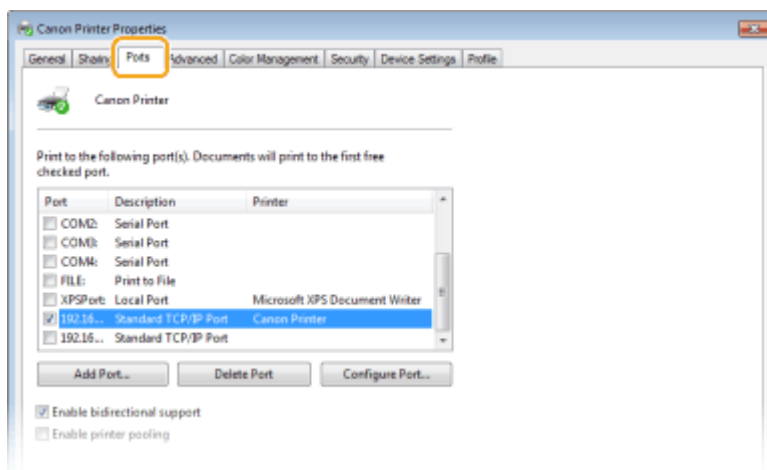 Canon Printer Properties
General Sharing Ports Advanced Color Management Security Device Settings Profile
Canon Printer
Print to the following port(s). Documents will print to the first free
checked port.
Port Description Printer
COM2: Serial Port
COM3: Serial Port
COM4: Serial Port
FILE: Print to File
XPSPort: Local Port Microsoft XPS Document Writer
192.16... Standard TCP/IP Port Canon Printer
192.16... Standard TCP/IP Port
Add Port... Delete Port Configure Port...
Enable bidirectional support
Enable printer pooling